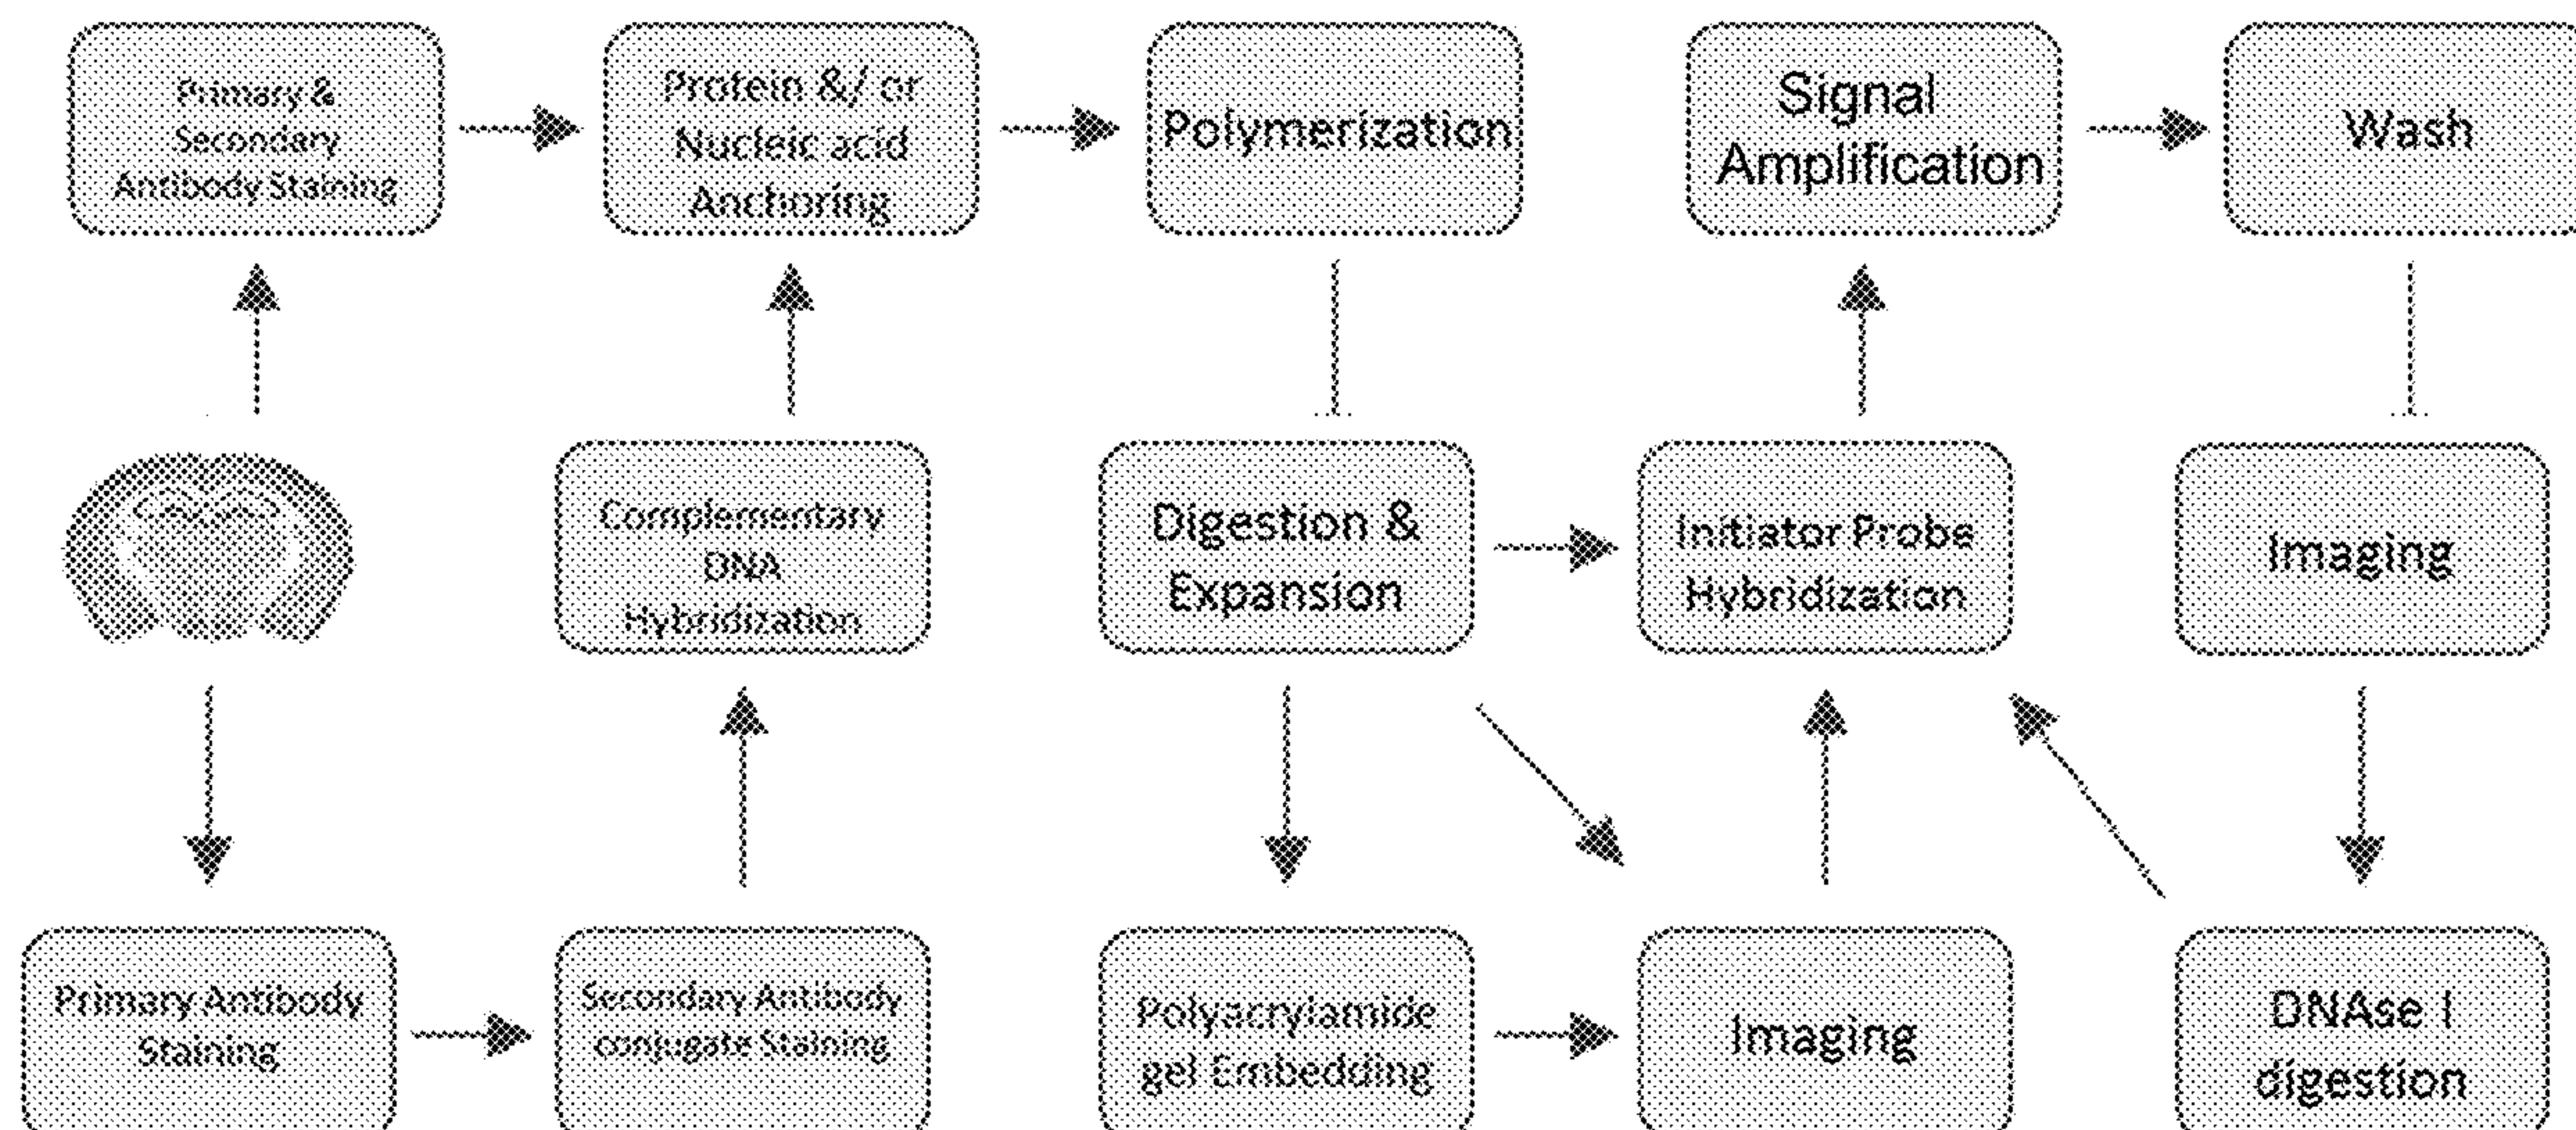 Primary &
Secondary
Antibody Staining
Protein &/ or
Nucleic acid
Anchoring
Polymerization
Signal
Amplification
Wash
Complementary
DNA
Hybridization
Digestion &
Expansion
Initiator Probe
Hybridization
Imaging
Primary Antibody
Staining
Secondary Antibody
conjugate Staining
Polyacrylamide
gel Embedding
Imaging
DNAse I
digestion